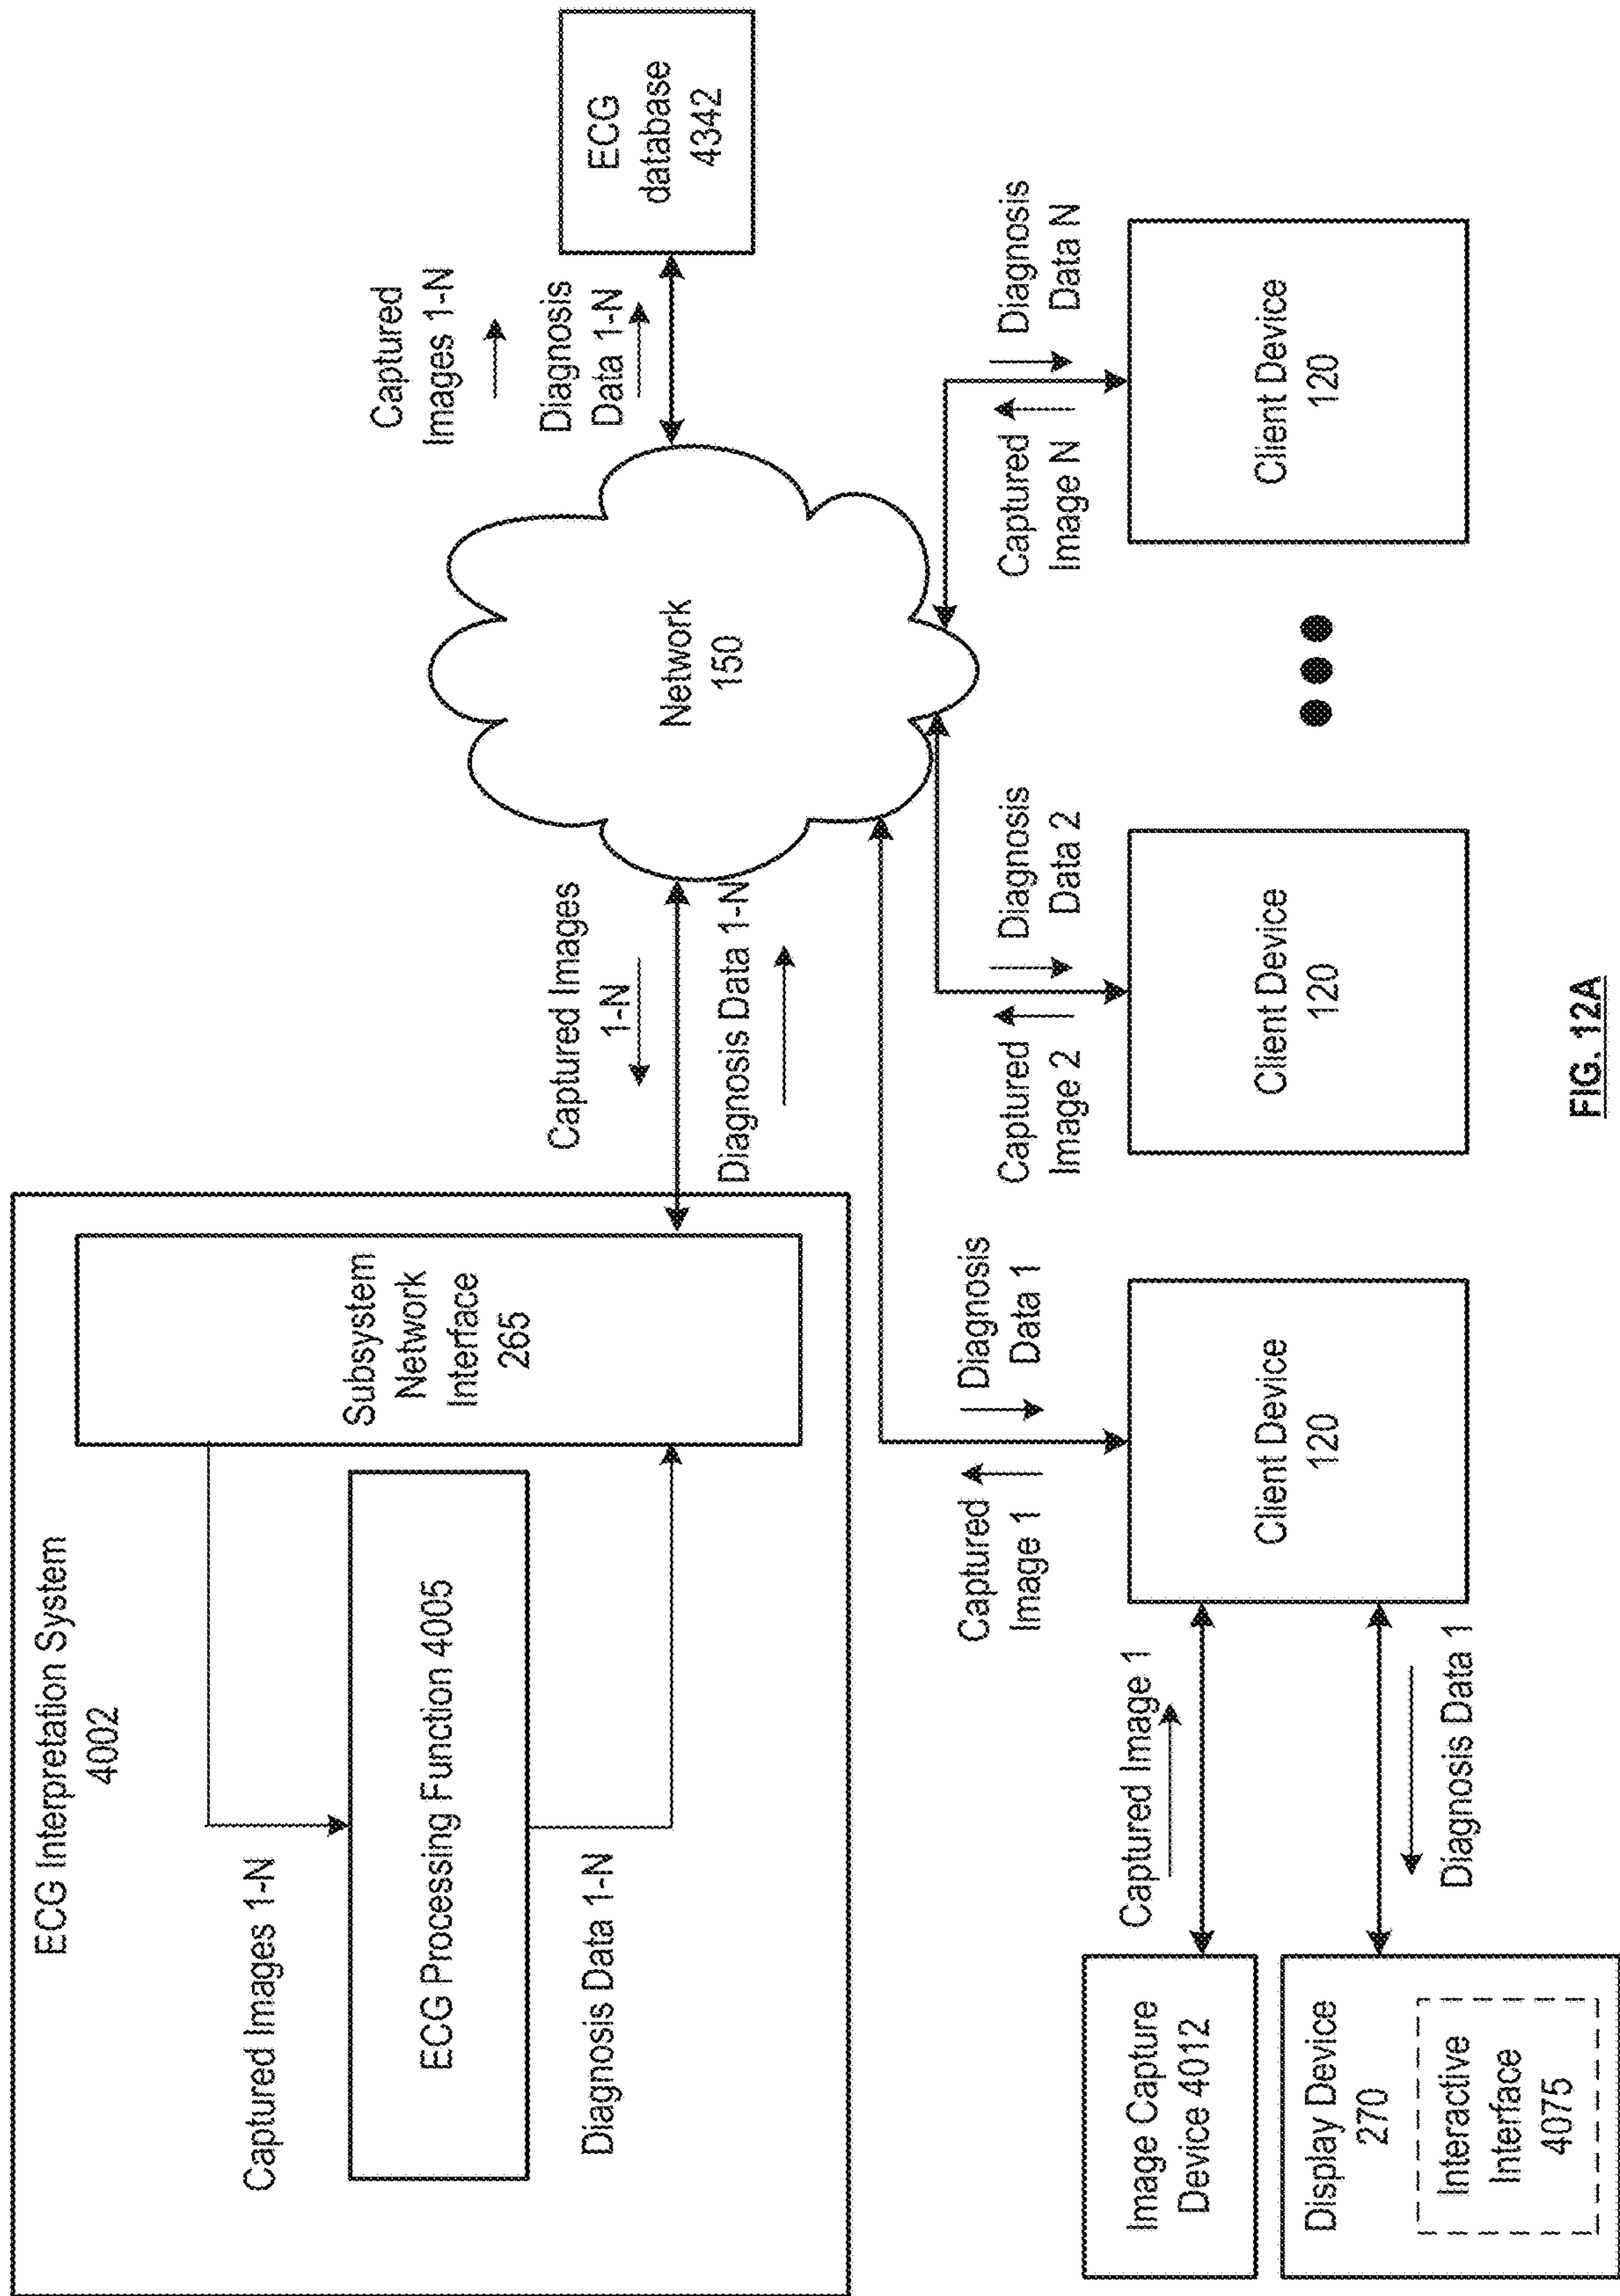 ECG Interpretation System
4002
Captured Images 1-N
ECG Processing Function 4005
Diagnosis Data 1-N
Subsystem
Network
Interface
265
Captured Images
1-N
Diagnosis Data 1-N
Network
150
Captured
Images 1-N
Diagnosis
Data 1-N
ECG
database
4342
Image Capture
Device 4012
Display Device
270
Interactive
Interface
4075
Captured Image 1
Diagnosis Data 1
Captured
Image 1
Diagnosis
Data 1
Client Device
120
Captured
Image 2
Diagnosis
Data 2
Client Device
120
Captured
Image N
Diagnosis
Data N
Client Device
120
FIG. 12A